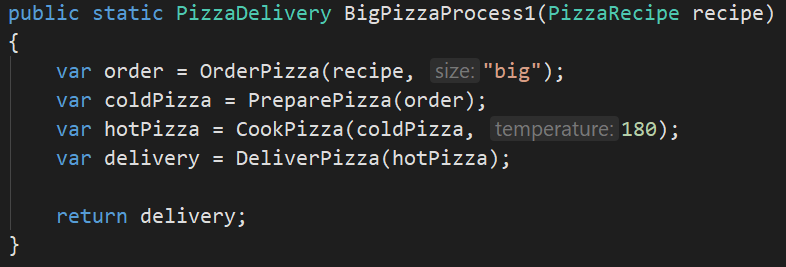 public static PizzaDelivery BigPizzaProcess1(PizzaRecipe recipe)
{
    var order = OrderPizza(recipe, size: "big");
    var coldPizza = PreparePizza(order);
    var hotPizza = CookPizza(coldPizza, temperature: 180);
    var delivery = DeliverPizza(hotPizza);

    return delivery;
}